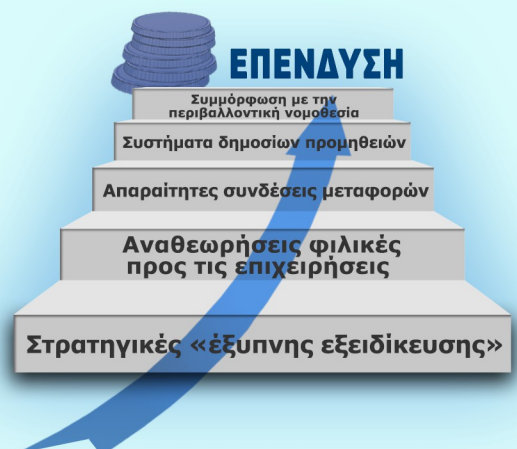 ΕΠΕΝΔΥΣΗ
Συμμόρφωση με την
περιβαλλοντική νομοθεσία
Συστήματα δημοσίων προμηθειών
Απαραίτητες συνδέσεις μεταφορών
Αναθεωρήσεις φιλικές
προς τις επιχειρήσεις
Στρατηγικές «έξυπνης εξειδίκευσης»